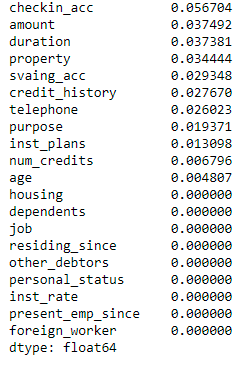 checkin_acc 0.056704
amount 0.037492
duration 0.037381
property 0.034444
svaing_acc 0.029348
credit_history 0.027670
telephone 0.026023
purpose 0.019371
inst_plans 0.013098
num_credits 0.006796
age 0.004807
housing 0.000000
dependents 0.000000
job 0.000000
residing_since 0.000000
other_debtors 0.000000
personal_status 0.000000
inst_rate 0.000000
present_emp_since 0.000000
foreign_worker 0.000000
dtype: float64